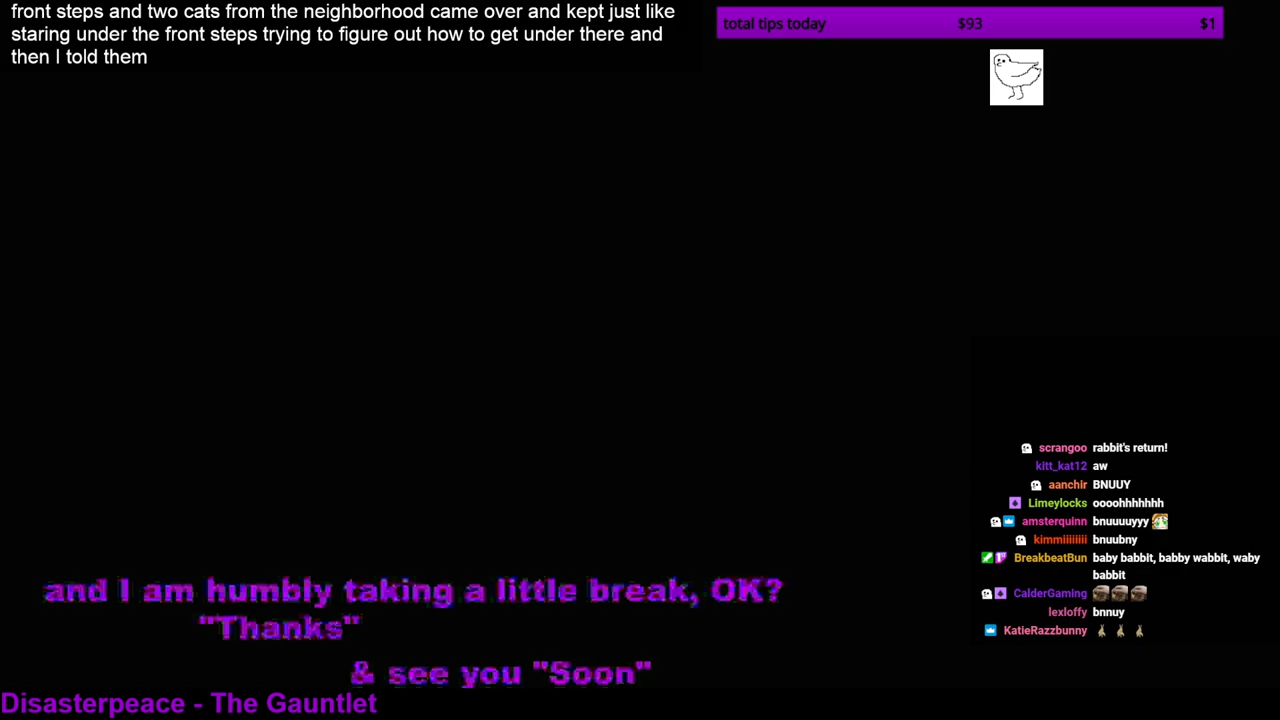 front steps and two cats from the neighborhood came over and kept just like
staring under the front steps trying to figure out how to get under there and
then I told them
total tips today $93 $1
scrangoo rabbit's return!
kitt_kat12 aw
aanchir BNUUY
Limeylocks oooohhhhhhh
amsterquinn bnuuuuyyy
kimmiiiiiiii bnuubny
BreakbeatBun baby babbit, babby wabbit, waby
babbit
CalderGaming
lexloffy bnnuy
KatieRazzbunny
and I am humbly taking a little break, OK?
"Thanks"
& see you "Soon"
Disasterpeace - The Gauntlet